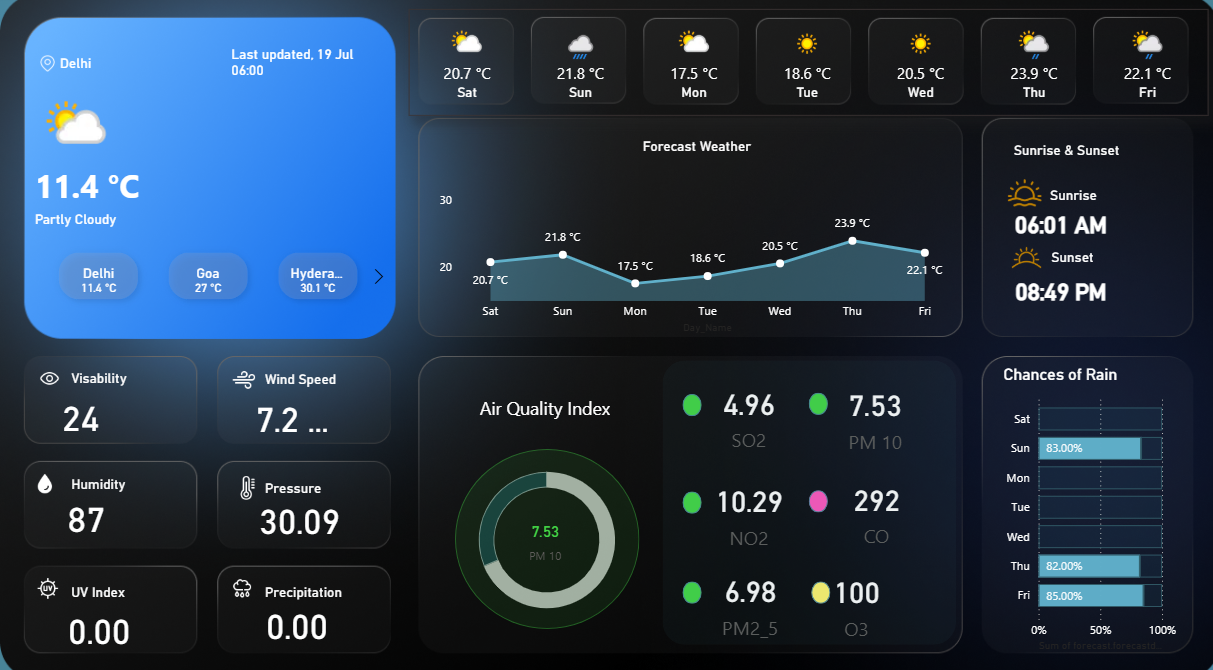 Delhi
Last updated, 19 Jul
06:00
11.4 °C
Partly Cloudy
Delhi
11.4 °C
Goa
27 °C
Hydera...
30.1 °C
20.7 °C
Sat
21.8 °C
Sun
17.5 °C
Mon
18.6 °C
Tue
20.5 °C
Wed
23.9 °C
Thu
22.1 °C
Fri
Forecast Weather
30
20
20.7 °C
21.8 °C
17.5 °C
18.6 °C
20.5 °C
23.9 °C
22.1 °C
Sat
Sun
Mon
Tue
Wed
Thu
Fri
Day_Name
Sunrise & Sunset
Sunrise
06:01 AM
Sunset
08:49 PM
Visability
24
Wind Speed
7.2 ...
Humidity
87
Pressure
30.09
UV
UV Index
0.00
Precipitation
0.00
Air Quality Index
7.53
PM 10
4.96
SO2
7.53
PM 10
10.29
NO2
292
CO
6.98
PM2_5
100
O3
Chances of Rain
Sat
Sun
83.00%
Mon
Tue
Wed
Thu
82.00%
Fri
85.00%
0%
50%
100%
Sum of forecast.forecastd...